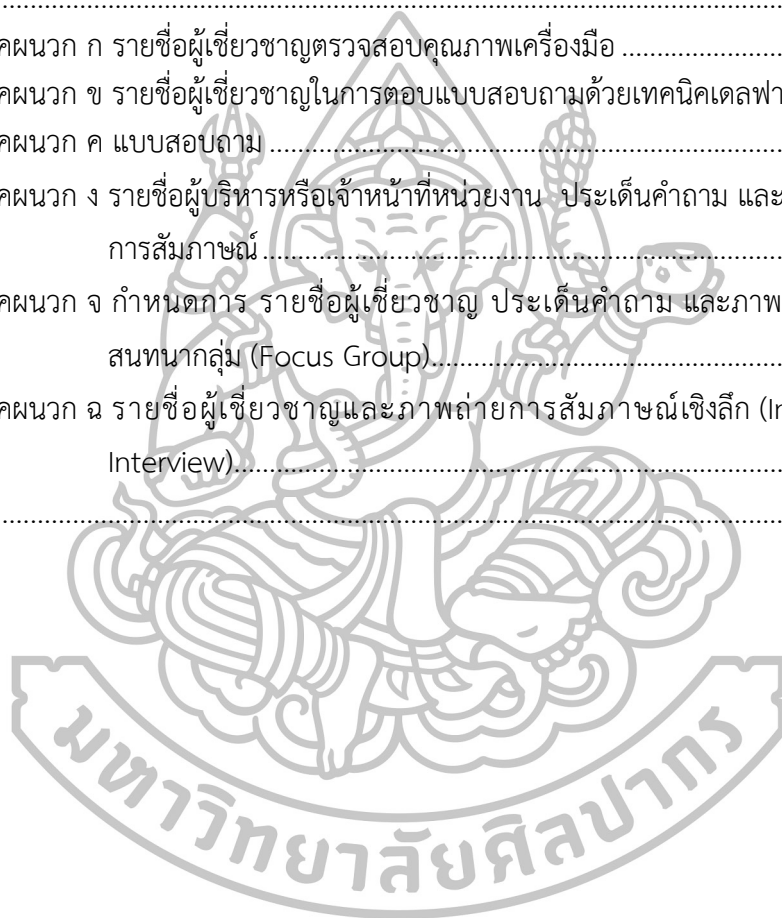 ....................................................................................................
คผนวก ก รายชื่อผู้เชี่ยวชาญตรวจสอบคุณภาพเครื่องมือ ........................
คผนวก ข รายชื่อผู้เชี่ยวชาญในการตอบแบบสอบถามด้วยเทคนิคเดลฟา
คผนวก ค แบบสอบถาม ....................................................................
คผนวก ง รายชื่อผู้บริหารหรือเจ้าหน้าที่หน่วยงาน ประเด็นคำถาม และ
การสัมภาษณ์ ....................................................................
คผนวก จ กำหนดการ รายชื่อผู้เชี่ยวชาญ ประเด็นคำถาม และภาพ
สนทนากลุ่ม (Focus Group)..............................................
คผนวก ฉ รายชื่อผู้เชี่ยวชาญและภาพถ่ายการสัมภาษณ์เชิงลึก (In
Interview)........................................................................
....................................................................................................
มหาวิทยาลัยศิลปากร